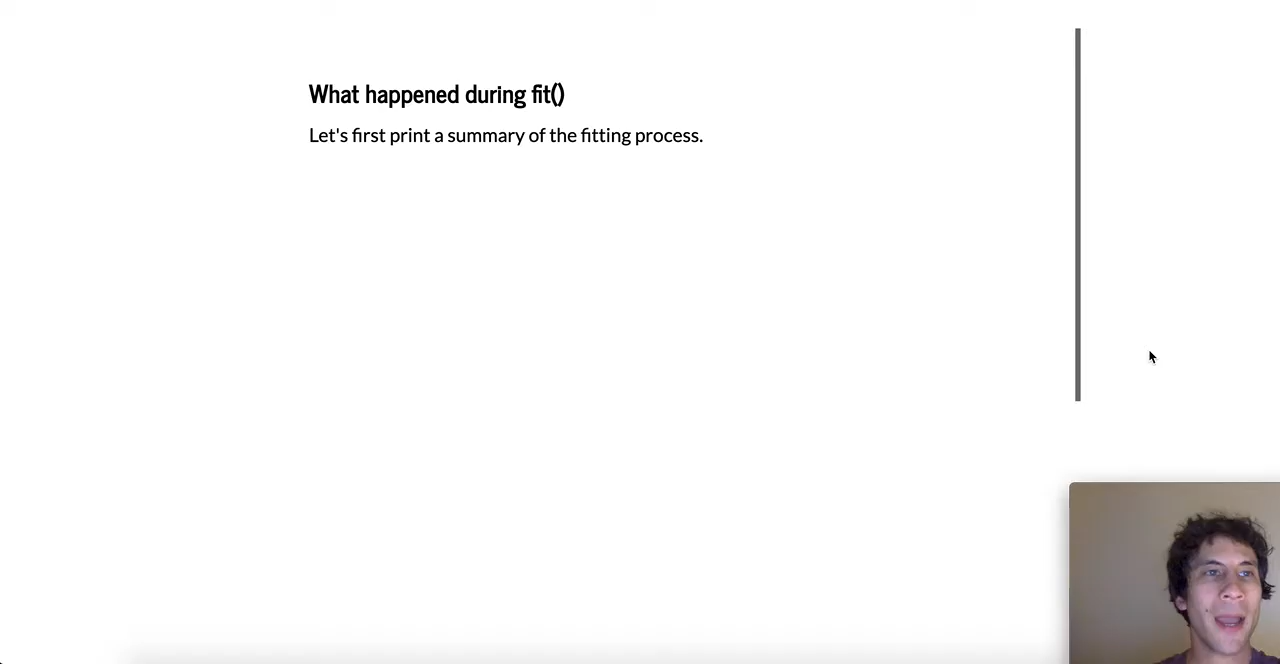 What happened during fit()
Let's first print a summary of the fitting process.